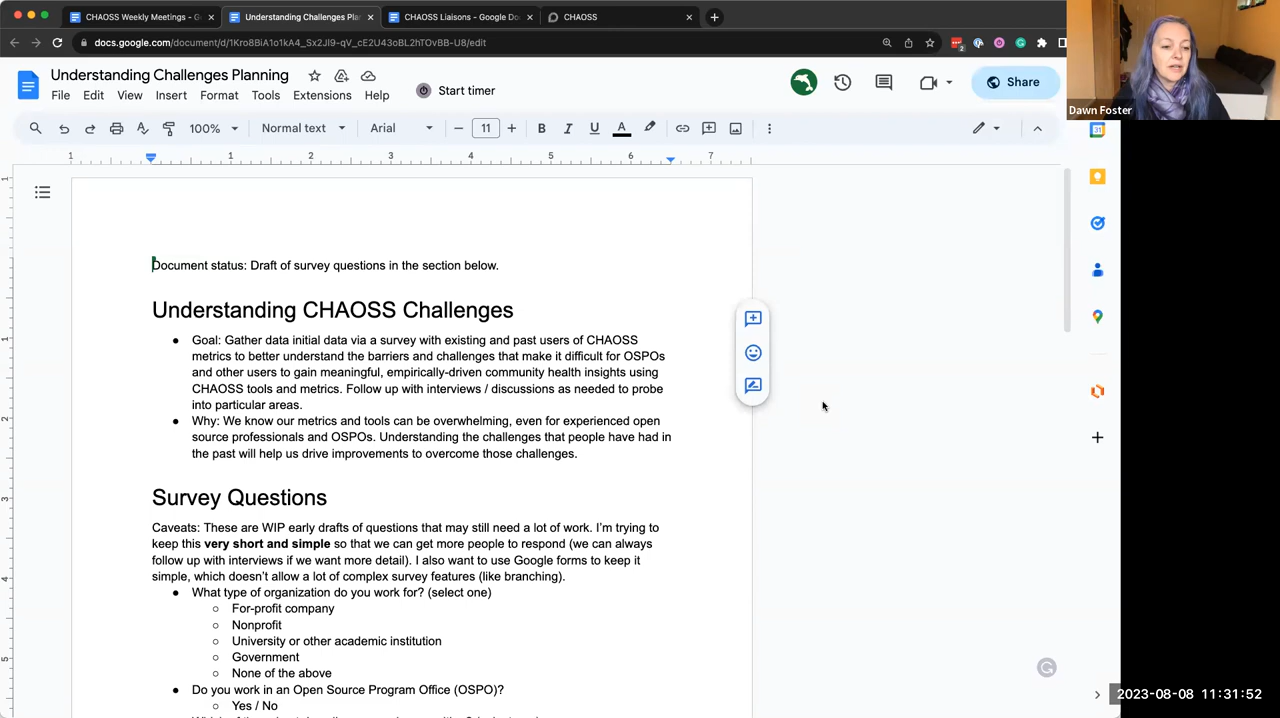 CHAOSS Weekly Meetings - G
Understanding Challenges Pla
CHAOSS Liaisons - Google Do
CHAOSS
docs.google.com/document/d/1Kro8BiA1o1kA4_Sx2Jl9-qV_cE2U43oBL2hTOvBB-U8/edit
Dawn Foster
Understanding Challenges Planning
File Edit View Insert Format Tools Extensions Help
Start timer
Share
100% Normal text Arial 11 B I U A
1 1 2 3 4 5 6 7
Document status: Draft of survey questions in the section below.
Understanding CHAOSS Challenges
● Goal: Gather data initial data via a survey with existing and past users of CHAOSS
metrics to better understand the barriers and challenges that make it difficult for OSPOs
and other users to gain meaningful, empirically-driven community health insights using
CHAOSS tools and metrics. Follow up with interviews / discussions as needed to probe
into particular areas.
● Why: We know our metrics and tools can be overwhelming, even for experienced open
source professionals and OSPOs. Understanding the challenges that people have had in
the past will help us drive improvements to overcome those challenges.
Survey Questions
Caveats: These are WIP early drafts of questions that may still need a lot of work. I'm trying to
keep this very short and simple so that we can get more people to respond (we can always
follow up with interviews if we want more detail). I also want to use Google forms to keep it
simple, which doesn't allow a lot of complex survey features (like branching).
● What type of organization do you work for? (select one)
○ For-profit company
○ Nonprofit
○ University or other academic institution
○ Government
○ None of the above
● Do you work in an Open Source Program Office (OSPO)?
○ Yes / No
2023-08-08 11:31:52